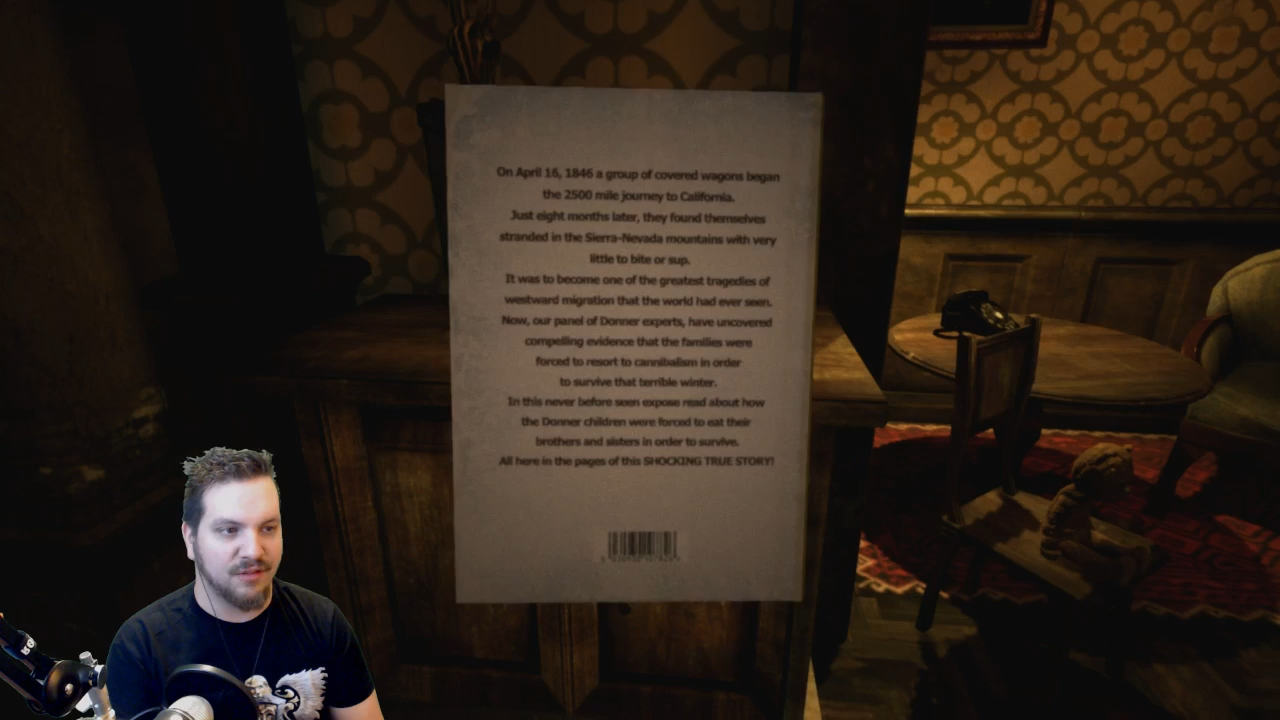 On April 16, 1846 a group of covered wagons began
the 2500 mile journey to California.
Just eight months later, they found themselves
stranded in the Sierra-Nevada mountains with very
little to bite or sup.
It was to become one of the greatest tragedies of
westward migration that the world had ever seen.
Now, our panel of Donner experts, have uncovered
compelling evidence that the families were
forced to resort to cannibalism in order
to survive that terrible winter.
In this never before seen expose read about how
the Donner children were forced to eat their
brothers and sisters in order to survive.
All here in the pages of this SHOCKING TRUE STORY!